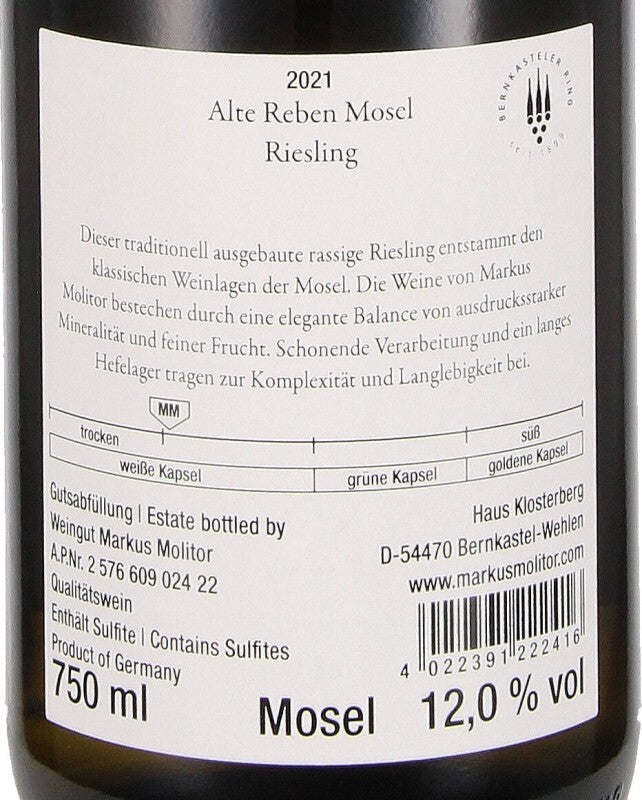 2021
Alte Reben Mosel
Riesling
BERNKASTELER RING
seit 1899
Dieser traditionell ausgebaute rassige Riesling entstammt den
klassischen Weinlagen der Mosel. Die Weine von Markus
Molitor bestechen durch eine elegante Balance von ausdrucksstarker
Mineralität und feiner Frucht. Schonende Verarbeitung und ein langes
Hefelager tragen zur Komplexität und Langlebigkeit bei.
MM
trocken süß
weiße Kapsel grüne Kapsel goldene Kapsel
Gutsabfüllung | Estate bottled by
Weingut Markus Molitor
A.P.Nr. 2 576 609 024 22
Qualitätswein
Enthält Sulfite | Contains Sulfites
Product of Germany
750 ml
Haus Klosterberg
D-54470 Bernkastel-Wehlen
www.markusmolitor.com
4 022391 222416
Mosel
12,0 % vol